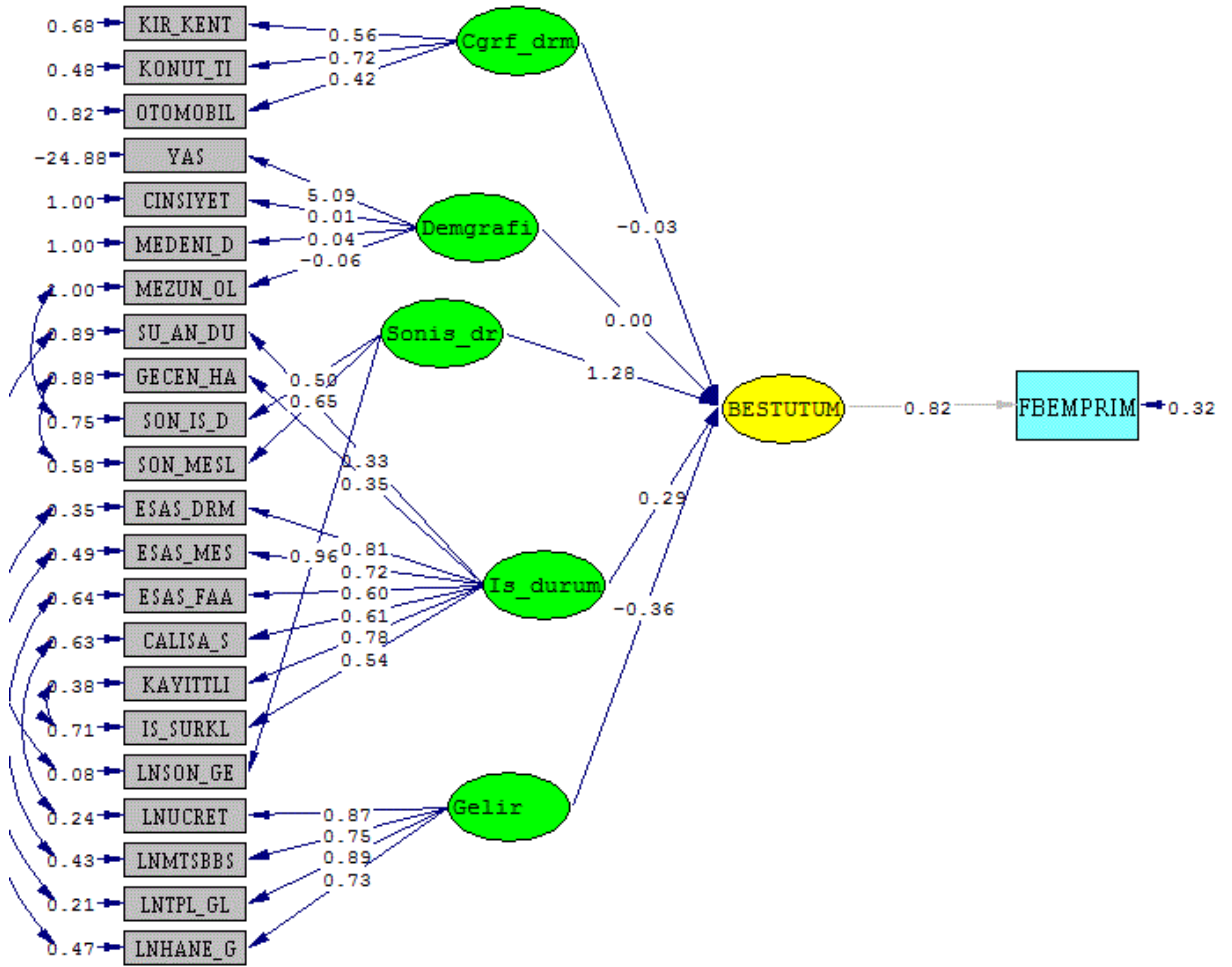 0.68 KIR_KENT
0.48 KONUT_TI
0.82 OTOMOBIL
-24.88 YAS
1.00 CINSIYET
1.00 MEDENI_D
1.00 MEZUN_OL
0.89 SU_AN_DU
0.88 GECEN_HA
0.75 SON_IS_D
0.58 SON_MESL
0.35 ESAS_DRM
0.49 ESAS_MES
0.64 ESAS_FAA
0.63 CALISA_S
0.38 KAYITTLI
0.71 IS_SURKL
0.08 LNSON_GE
0.24 LNUCRET
0.43 LNMTSBBS
0.21 LNTPL_GL
0.47 LNHANE_G
0.56
0.72
0.42
5.09
0.01
0.04
-0.06
0.50
0.65
0.33
0.35
0.96
0.81
0.72
0.60
0.61
0.78
0.54
0.87
0.75
0.89
0.73
Cgrf_drm
Demgrafi
Sonis_dr
Is_durum
Gelir
-0.03
0.00
1.28
0.29
-0.36
BESTUTUM
0.82
FBEMPRIM
0.32